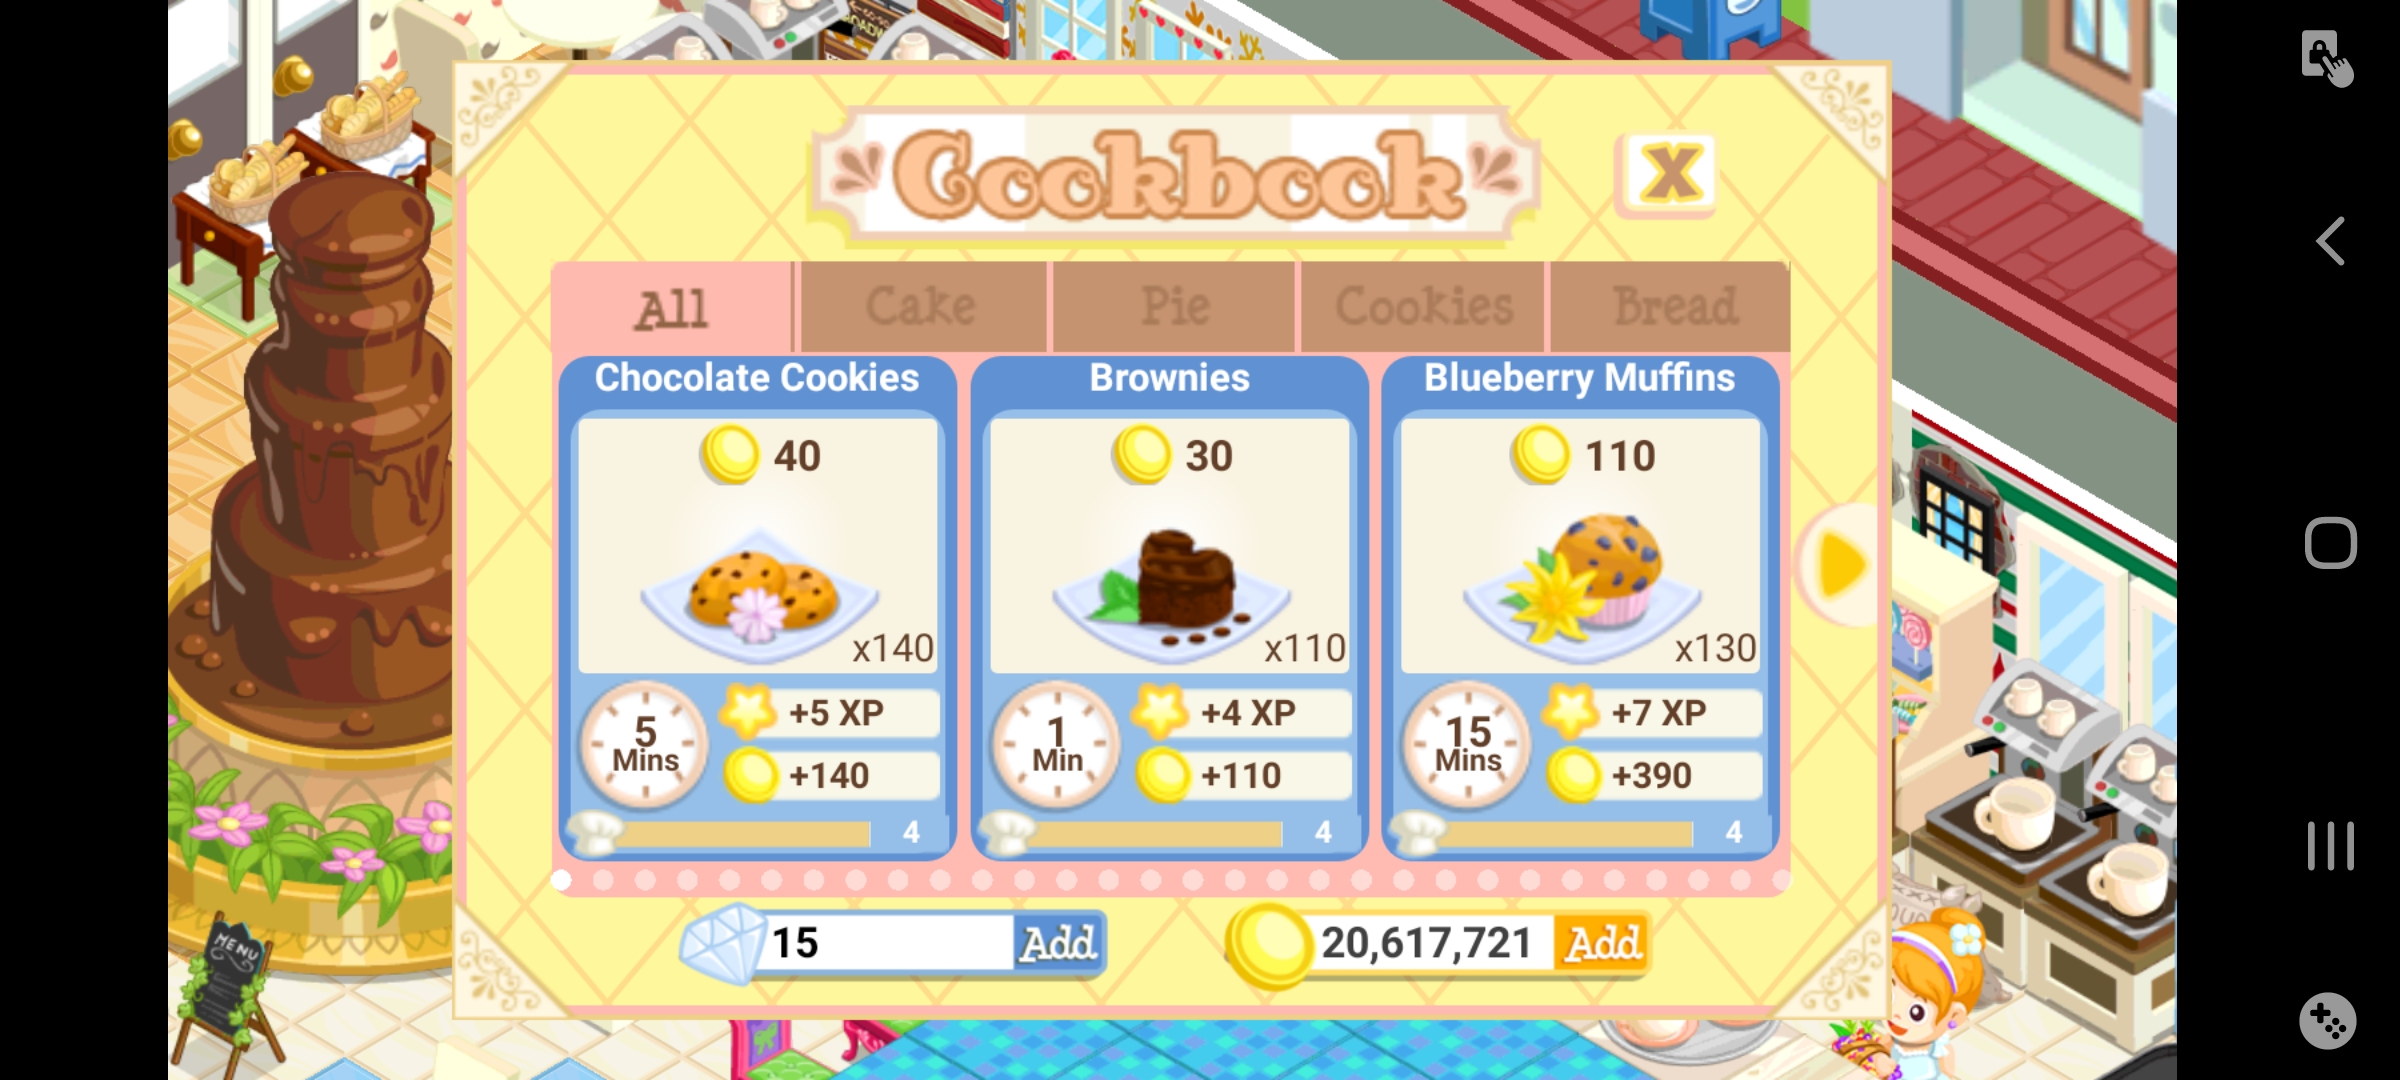 Cookbook
X
All Cake Pie Cookies Bread
Chocolate Cookies
40
x140
5 Mins
+5 XP
+140
4
Brownies
30
x110
1 Min
+4 XP
+110
4
Blueberry Muffins
110
x130
15 Mins
+7 XP
+390
4
15 Add
20,617,721 Add
MENU